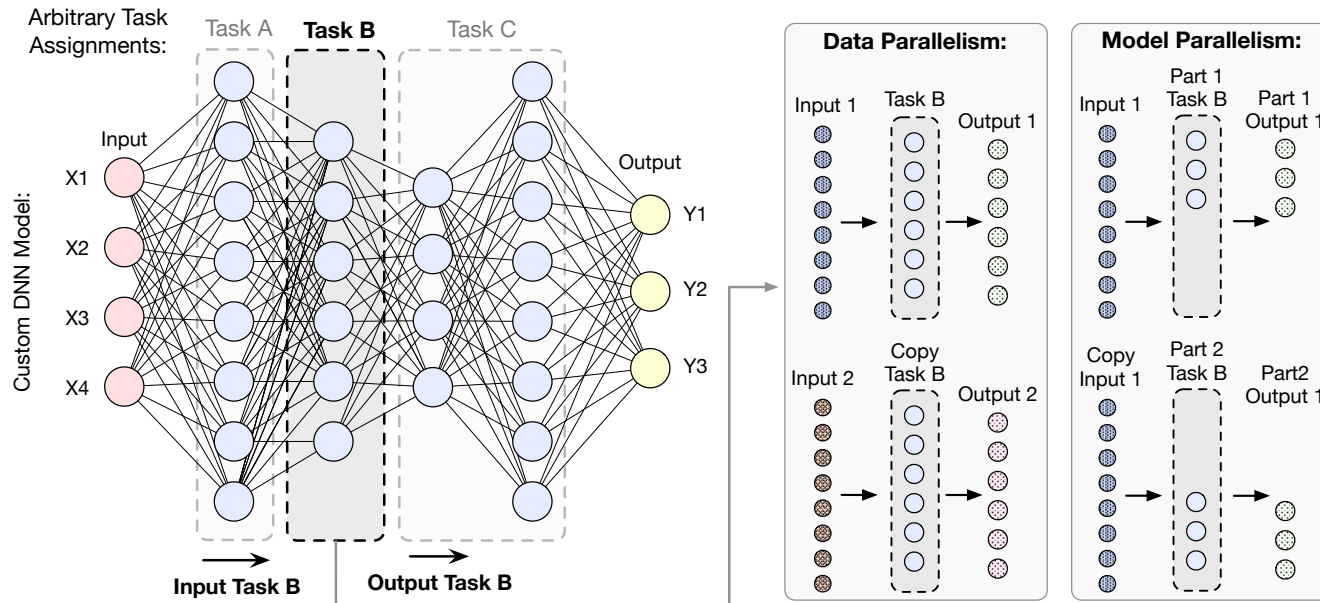 Arbitrary Task
Assignments:
Task A
Task B
Task C
Custom DNN Model:
Input
X1
X2
X3
X4
Output
Y1
Y2
Y3
Input Task B
Output Task B
Data Parallelism:
Input 1
Task B
Output 1
Input 2
Copy
Task B
Output 2
Model Parallelism:
Input 1
Part 1
Task B
Part 1
Output 1
Copy
Input 1
Part 2
Task B
Part2
Output 1